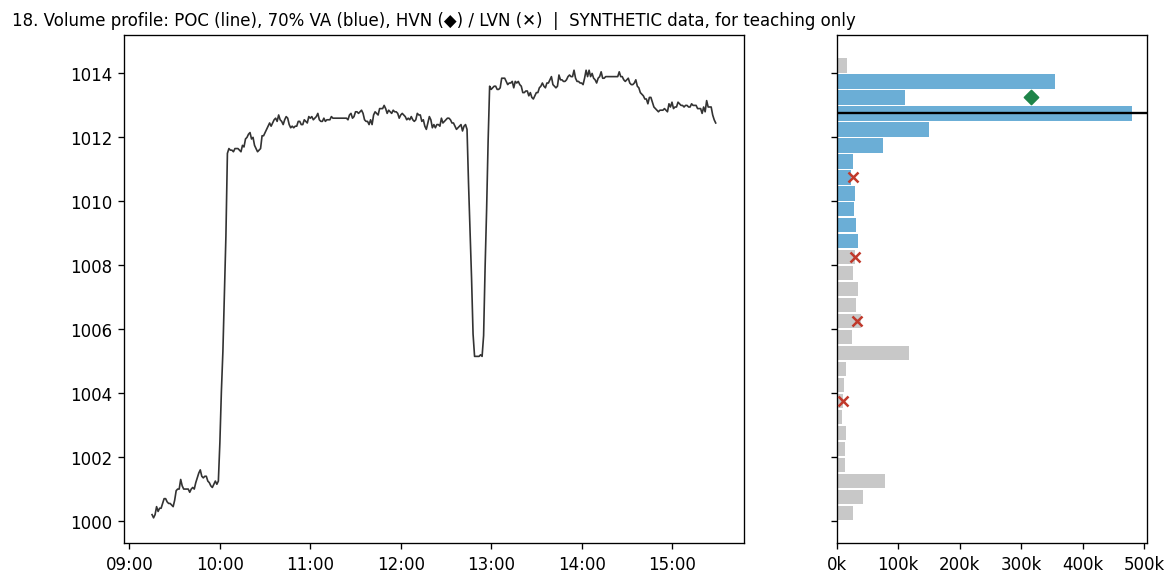 18. Volume profile: POC (line), 70% VA (blue), HVN (◆) / LVN (✕)  |  SYNTHETIC data, for teaching only
1014
1012
1010
1008
1006
1004
1002
1000
09:00 10:00 11:00 12:00 13:00 14:00 15:00
0k 100k 200k 300k 400k 500k